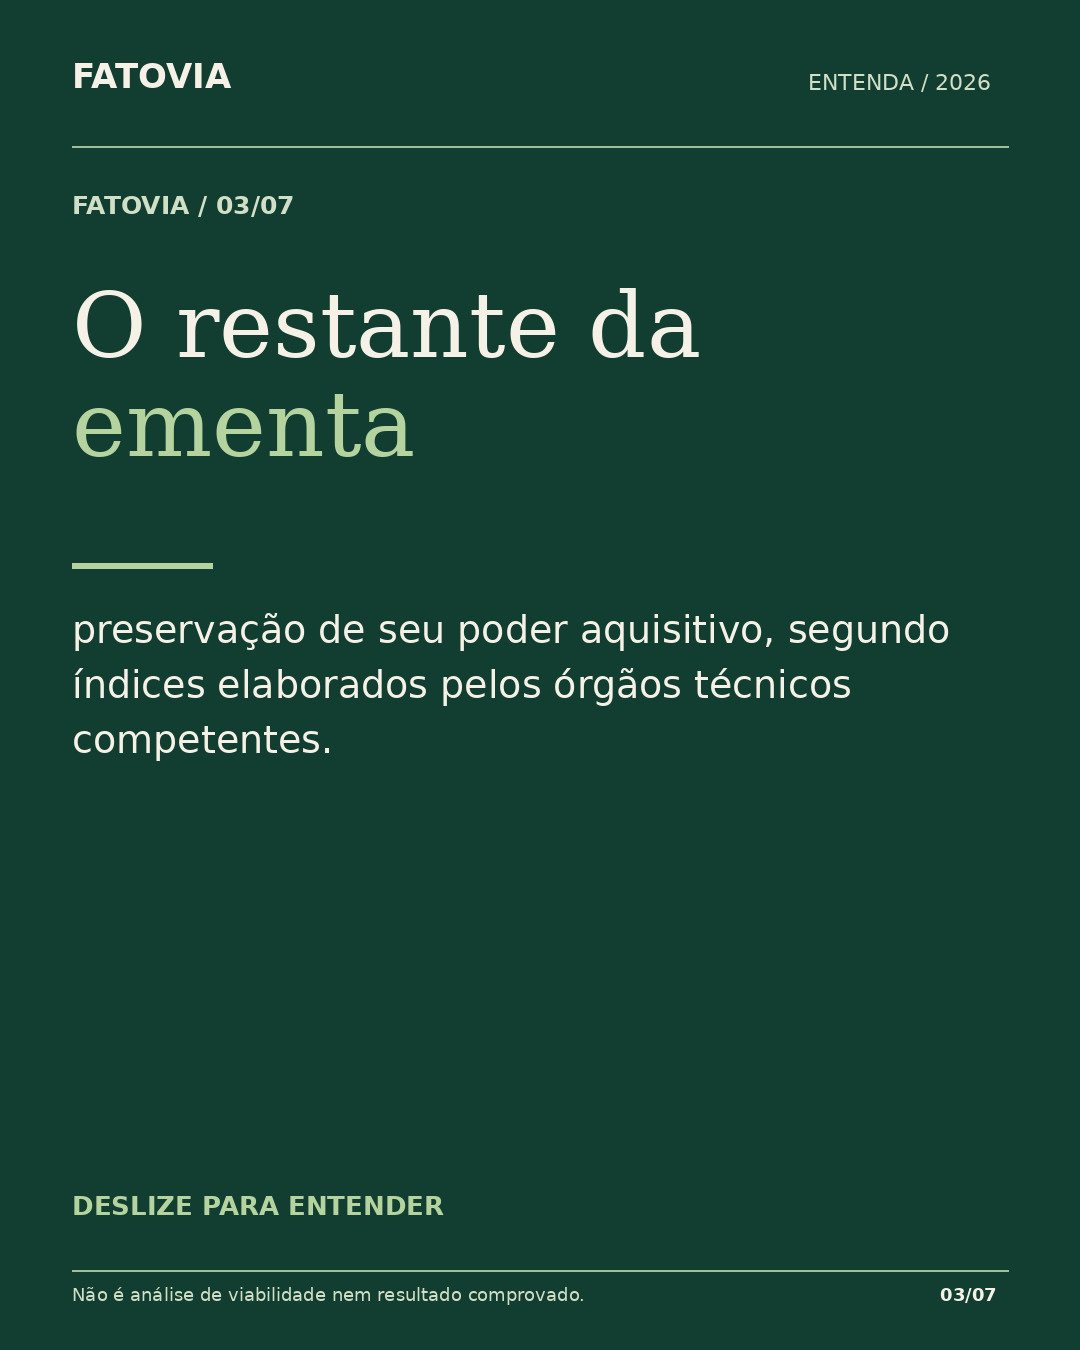 FATOVIA
ENTENDA / 2026
FATOVIA / 03/07
O restante da
ementa
preservação de seu poder aquisitivo, segundo
índices elaborados pelos órgãos técnicos
competentes.
DESLIZE PARA ENTENDER
Não é análise de viabilidade nem resultado comprovado.
03/07